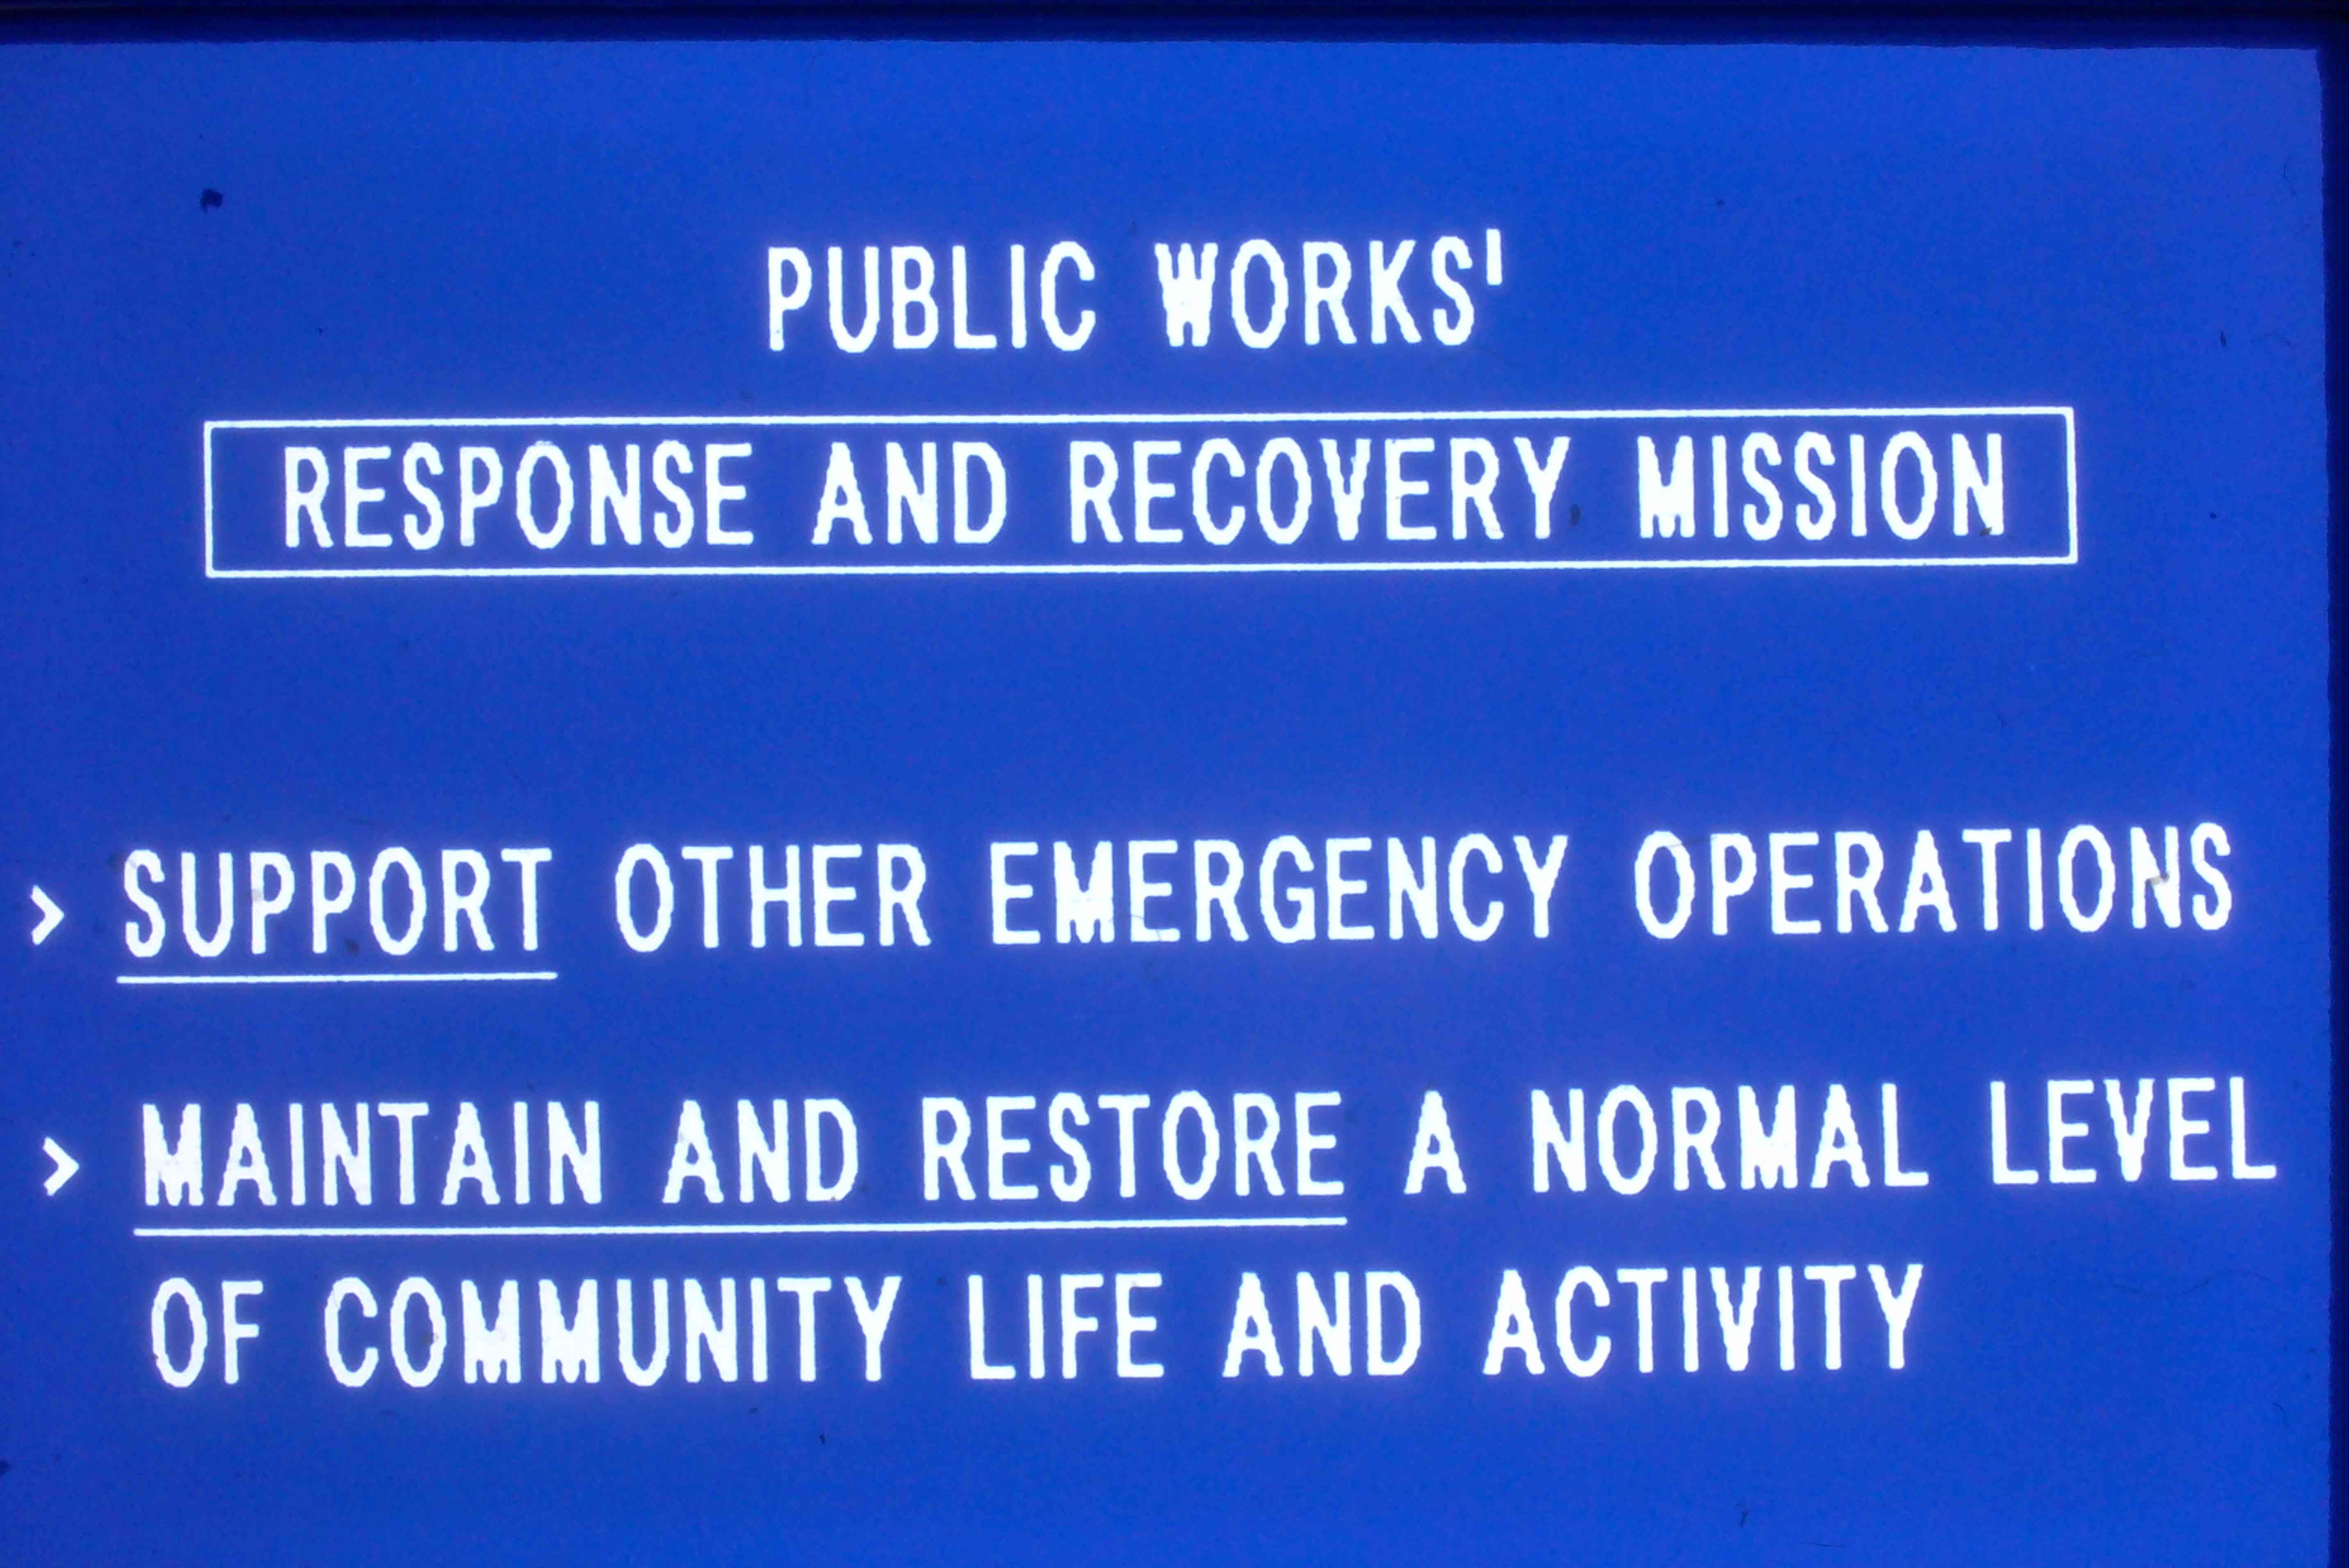 PUBLIC WORKS'
RESPONSE AND RECOVERY MISSION
> SUPPORT OTHER EMERGENCY OPERATIONS
> MAINTAIN AND RESTORE A NORMAL LEVEL
OF COMMUNITY LIFE AND ACTIVITY